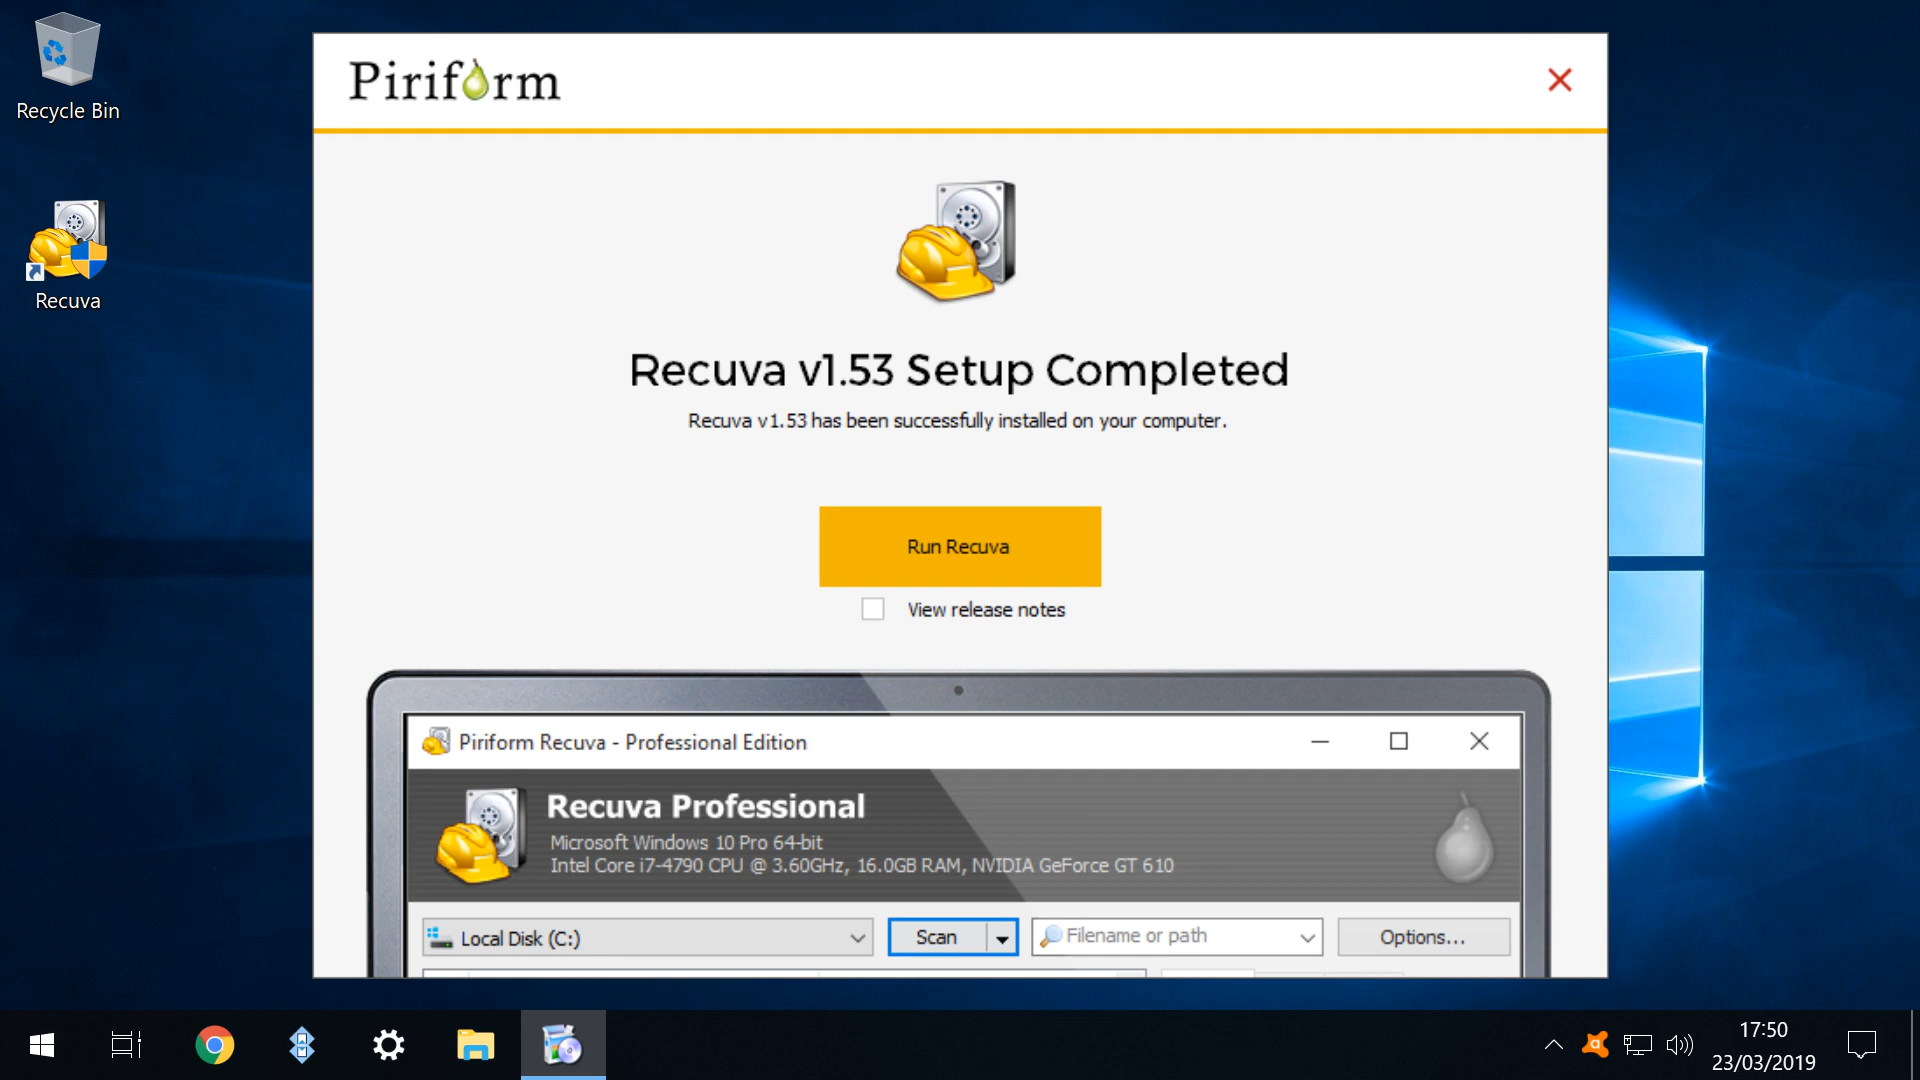 Recycle Bin
Recuva
Piriform
Recuva v1.53 Setup Completed
Recuva v1.53 has been successfully installed on your computer.
Run Recuva
View release notes
Piriform Recuva - Professional Edition
Recuva Professional
Microsoft Windows 10 Pro 64-bit
Intel Core i7-4790 CPU @ 3.60GHz, 16.0GB RAM, NVIDIA GeForce GT 610
Local Disk (C:)
Scan
Filename or path
Options...
17:50
23/03/2019